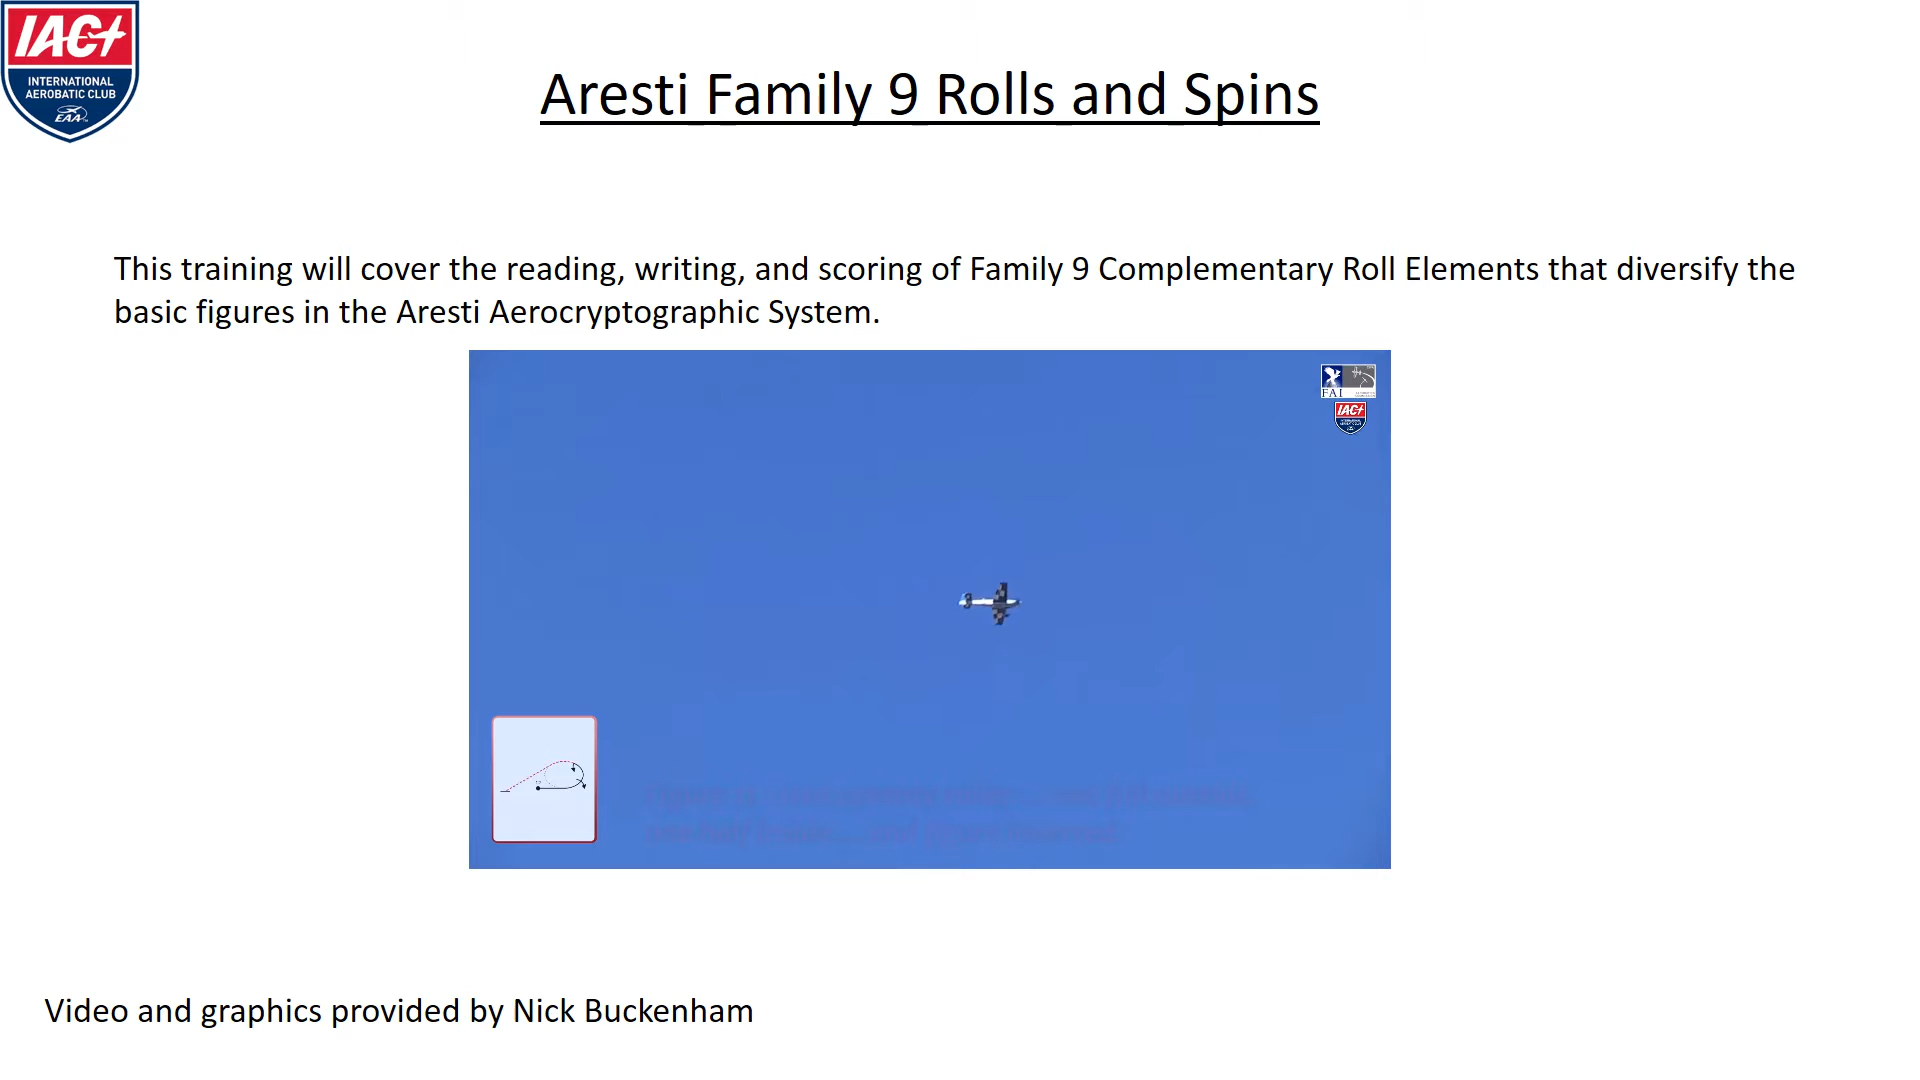 IAC
INTERNATIONAL
AEROBATIC CLUB
EAA
Aresti Family 9 Rolls and Spins
This training will cover the reading, writing, and scoring of Family 9 Complementary Roll Elements that diversify the
basic figures in the Aresti Aerocryptographic System.
FAI
IAC
Video and graphics provided by Nick Buckenham